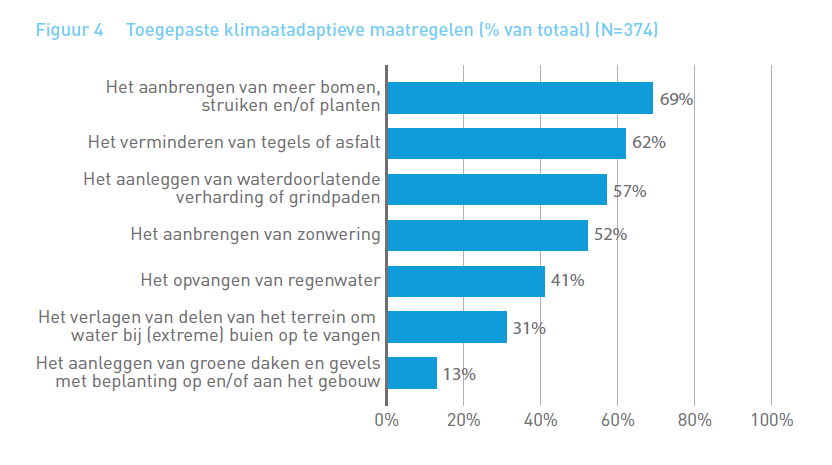 Figuur 4 Toegepaste klimaatadaptieve maatregelen (% van totaal) (N=374)
Het aanbrengen van meer bomen,
struiken en/of planten
69%
Het verminderen van tegels of asfalt
62%
Het aanleggen van waterdoorlatende
verharding of grindpaden
57%
Het aanbrengen van zonwering
52%
Het opvangen van regenwater
41%
Het verlagen van delen van het terrein om
water bij (extreme) buien op te vangen
31%
Het aanleggen van groene daken en gevels
met beplanting op en/of aan het gebouw
13%
0% 20% 40% 60% 80% 100%